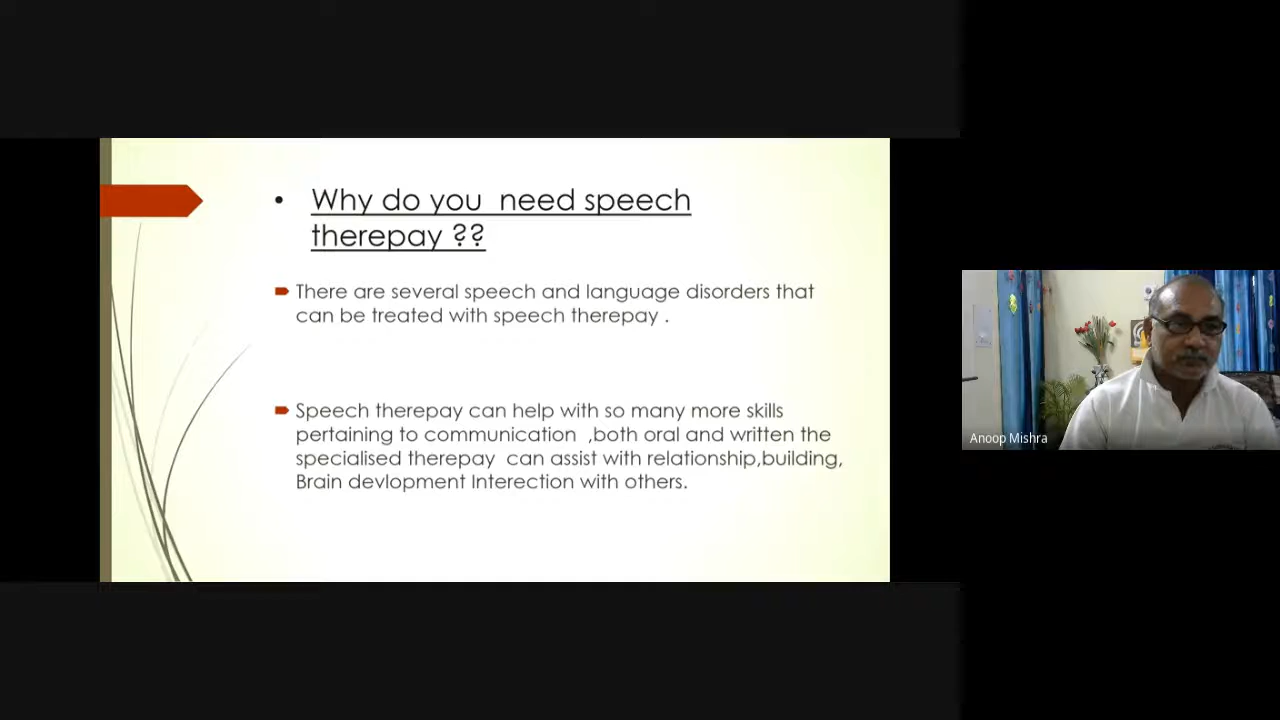 • Why do you  need speech
therepay ??
There are several speech and language disorders that
can be treated with speech therepay .
Speech therepay can help with so many more skills
pertaining to communication  ,both oral and written the
specialised therepay  can assist with relationship,building,
Brain devlopment Interection with others.
Anoop Mishra